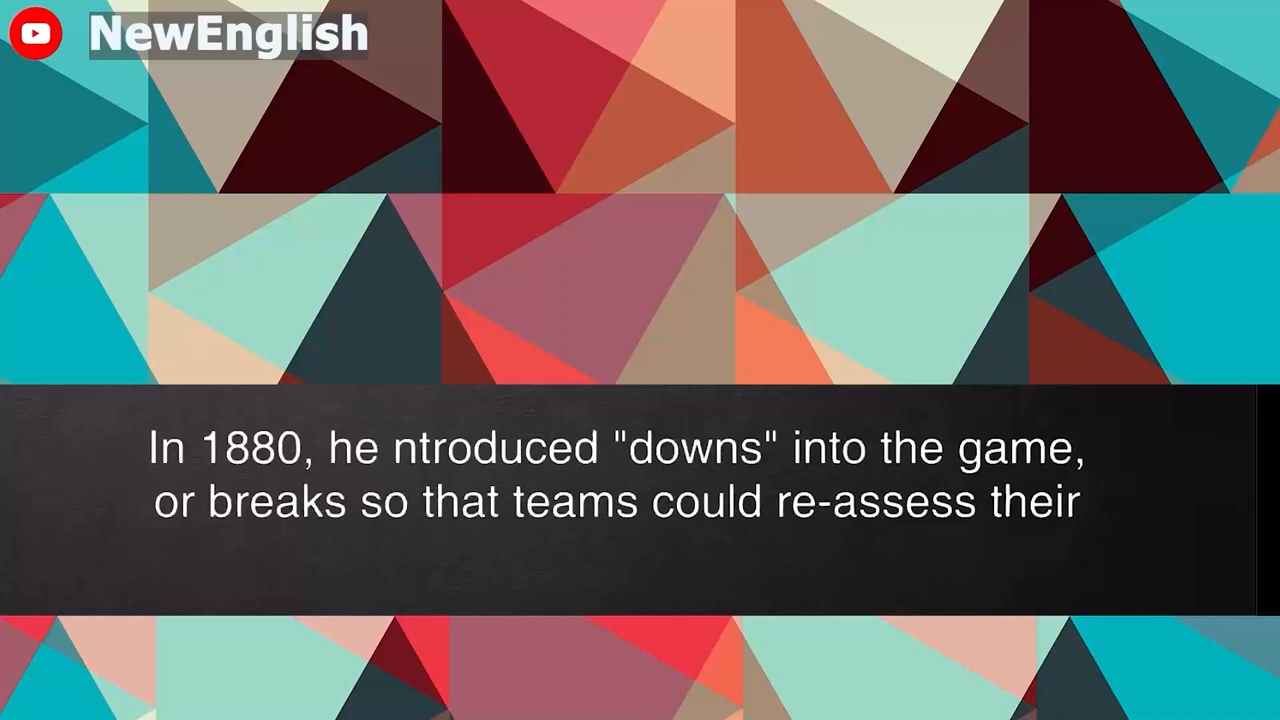 NewEnglish
In 1880, he ntroduced "downs" into the game,
or breaks so that teams could re-assess their